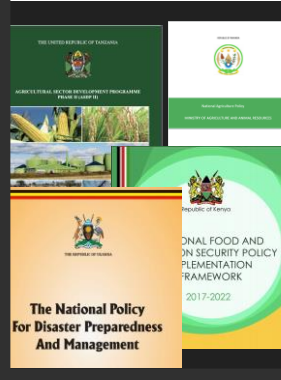 THE UNITED REPUBLIC OF TANZANIA
AGRICULTURAL SECTOR DEVELOPMENT PROGRAMME
PHASE II (ASDP II)
National Agriculture Policy
MINISTRY OF AGRICULTURE AND ANIMAL RESOURCES
Republic of Kenya
ONAL FOOD AND
ON SECURITY POLICY
PLEMENTATION
FRAMEWORK
2017-2022
THE REPUBLIC OF UGANDA
The National Policy
For Disaster Preparedness
And Management